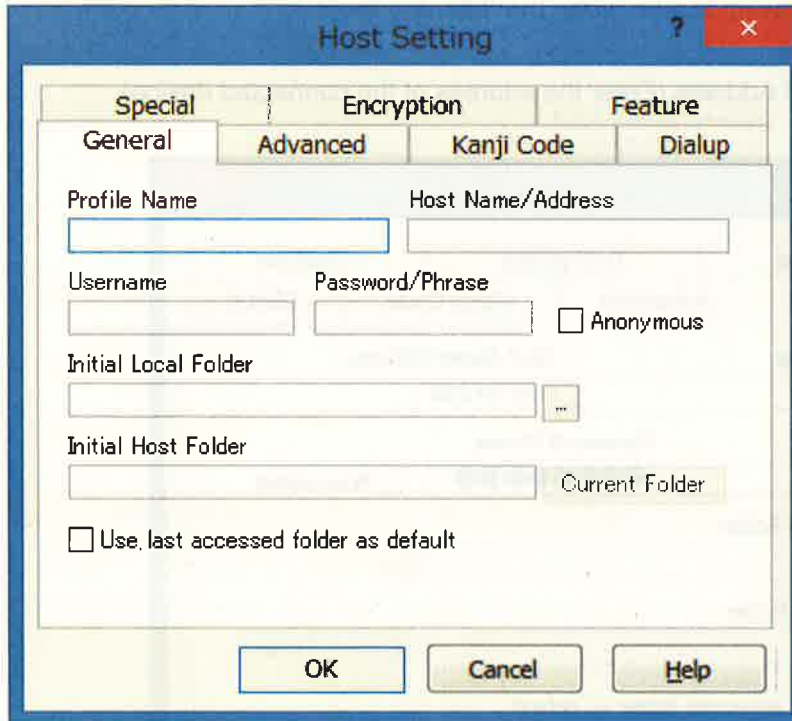 Host Setting
? ×
Special Encryption Feature
General Advanced Kanji Code Dialup
Profile Name Host Name/Address
Username Password/Phrase
Anonymous
Initial Local Folder
...
Initial Host Folder
Current Folder
Use last accessed folder as default
OK Cancel Help